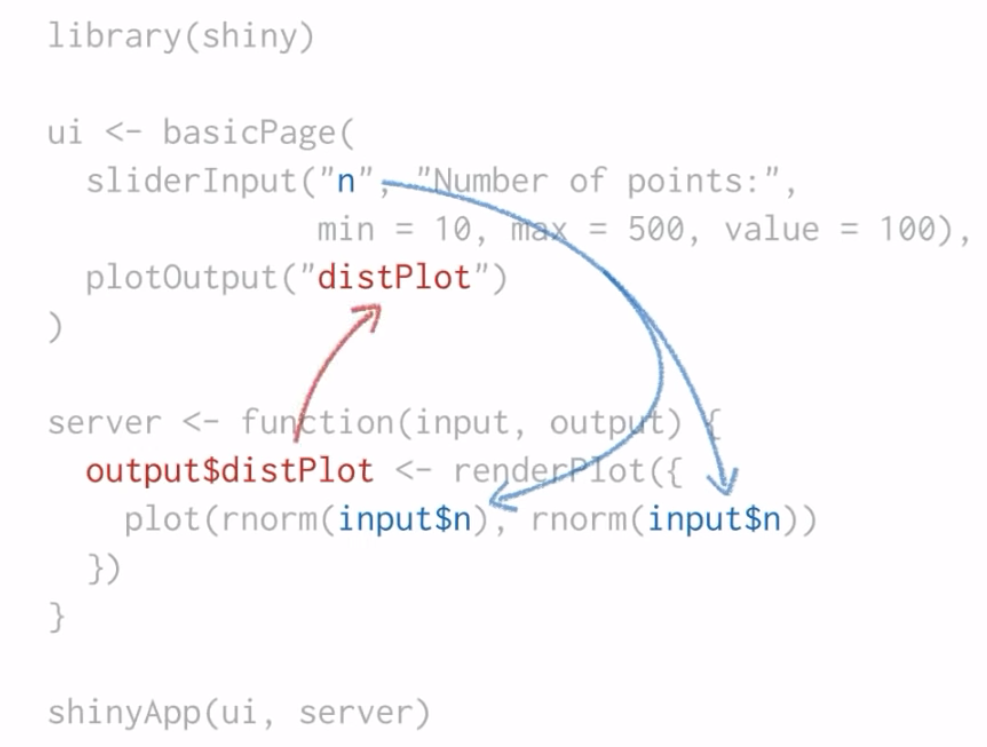 library(shiny)
ui <- basicPage(
sliderInput("n", "Number of points:",
min = 10, max = 500, value = 100),
plotOutput("distPlot")
)
server <- function(input, output) {
output$distPlot <- renderPlot({
plot(rnorm(input$n), rnorm(input$n))
})
}
shinyApp(ui, server)